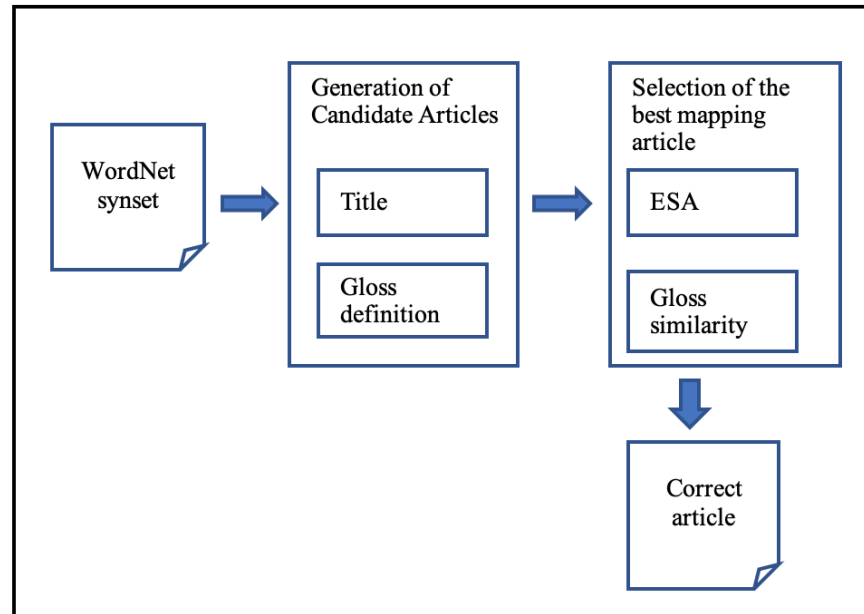 WordNet
synset
Generation of
Candidate Articles
Title
Gloss
definition
Selection of the
best mapping
article
ESA
Gloss
similarity
Correct
article